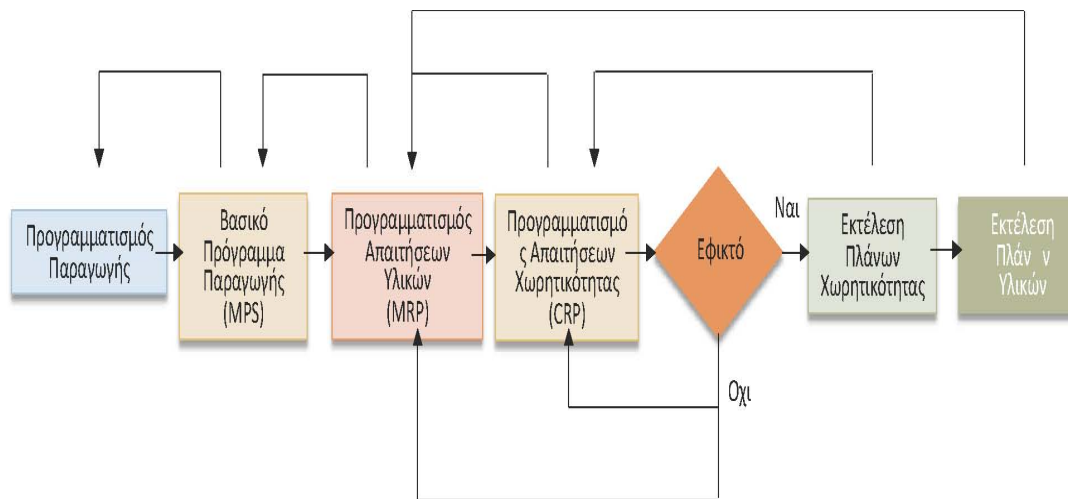 Προγραμματισμός
Παραγωγής
Βασικό
Πρόγραμμα
Παραγωγής
(MPS)
Προγραμματισμός
Απαιτήσεων
Υλικών
(MRP)
Προγραμματισμό
ς Απαιτήσεων
Χωρητικότητας
(CRP)
Εφικτό
Ναι
Οχι
Εκτέλεση
Πλάνων
Χωρητικότητας
Εκτέλεση
Πλάν ν
Υλικών